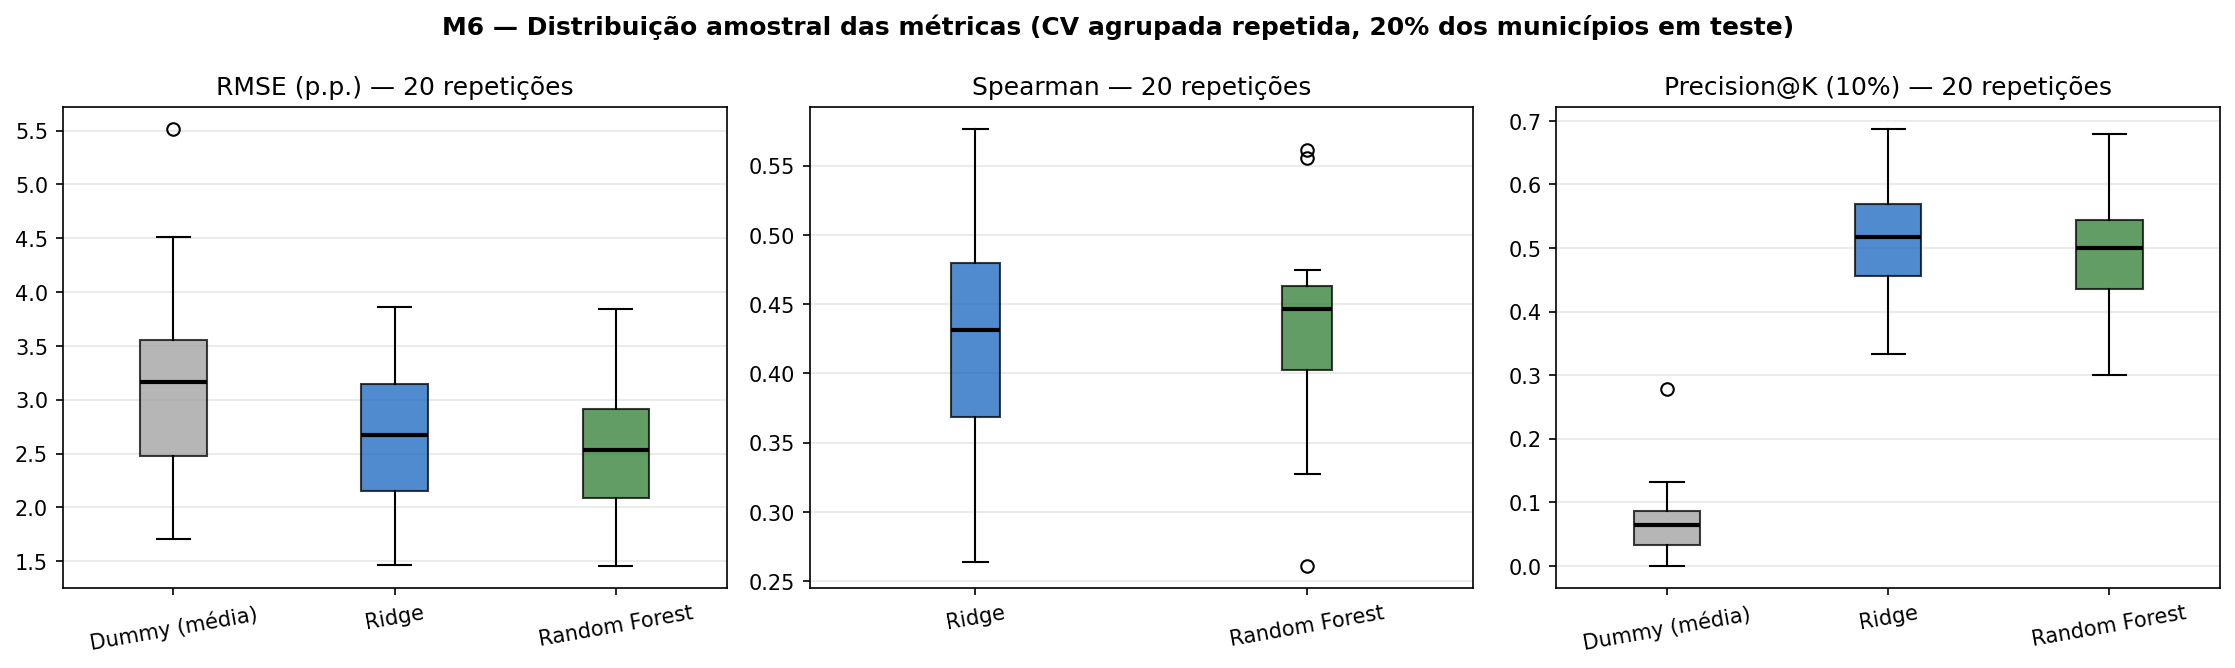 M6 — Distribuição amostral das métricas (CV agrupada repetida, 20% dos municípios em teste)
RMSE (p.p.) — 20 repetições
5.5
5.0
4.5
4.0
3.5
3.0
2.5
2.0
1.5
Dummy (média)
Ridge
Random Forest
Spearman — 20 repetições
0.55
0.50
0.45
0.40
0.35
0.30
0.25
Ridge
Random Forest
Precision@K (10%) — 20 repetições
0.7
0.6
0.5
0.4
0.3
0.2
0.1
0.0
Dummy (média)
Ridge
Random Forest